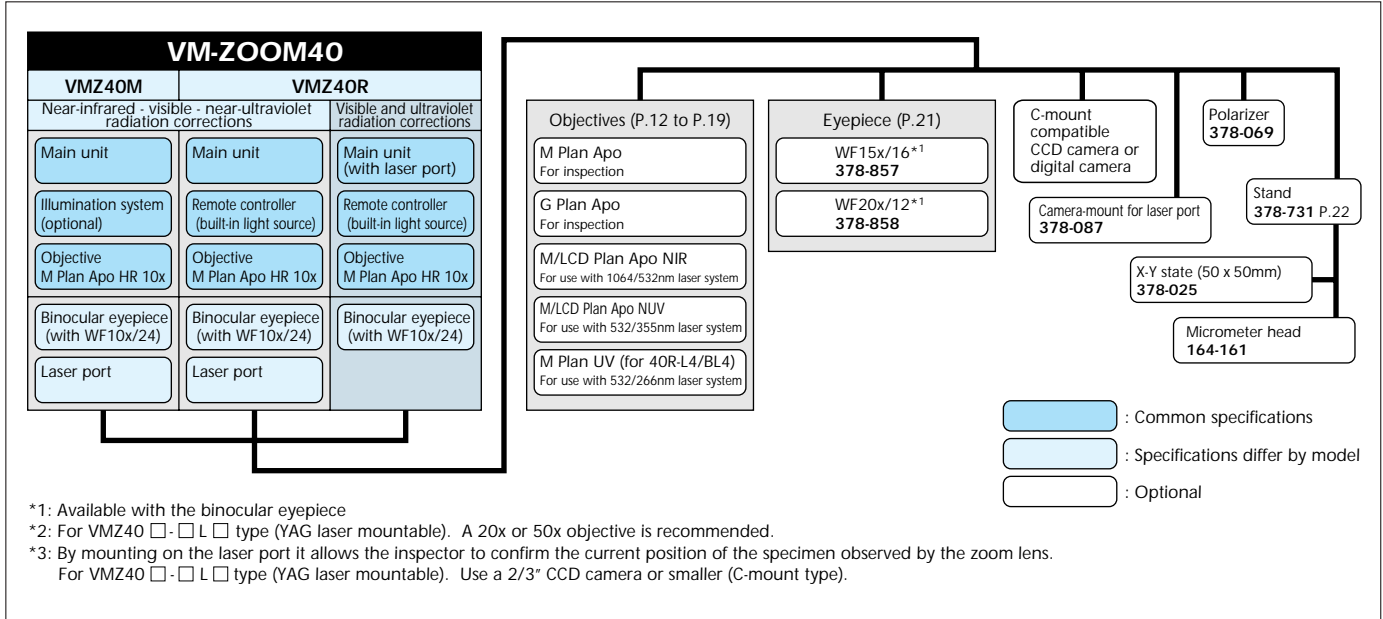 VM-ZOOM40
VMZ40M
VMZ40R
Near-infrared - visible - near-ultraviolet
radiation corrections
Visible and ultraviolet
radiation corrections
Main unit
Illumination system
(optional)
Objective
M Plan Apo HR 10x
Binocular eyepiece
(with WF10x/24)
Laser port
Main unit
Remote controller
(built-in light source)
Objective
M Plan Apo HR 10x
Binocular eyepiece
(with WF10x/24)
Laser port
Main unit
(with laser port)
Remote controller
(built-in light source)
Objective
M Plan Apo HR 10x
Binocular eyepiece
(with WF10x/24)
Objectives (P.12 to P.19)
M Plan Apo
For inspection
G Plan Apo
For inspection
M/LCD Plan Apo NIR
For use with 1064/532nm laser system
M/LCD Plan Apo NUV
For use with 532/355nm laser system
M Plan UV (for 40R-L4/BL4)
For use with 532/266nm laser system
Eyepiece (P.21)
WF15x/16*1
378-857
WF20x/12*1
378-858
C-mount
compatible
CCD camera or
digital camera
Camera-mount for laser port
378-087
Polarizer
378-069
Stand
378-731 P.22
X-Y state (50 x 50mm)
378-025
Micrometer head
164-161
: Common specifications
: Specifications differ by model
: Optional
*1: Available with the binocular eyepiece
*2: For VMZ40 □ - □ L □ type (YAG laser mountable). A 20x or 50x objective is recommended.
*3: By mounting on the laser port it allows the inspector to confirm the current position of the specimen observed by the zoom lens.
For VMZ40 □ - □ L □ type (YAG laser mountable). Use a 2/3″ CCD camera or smaller (C-mount type).